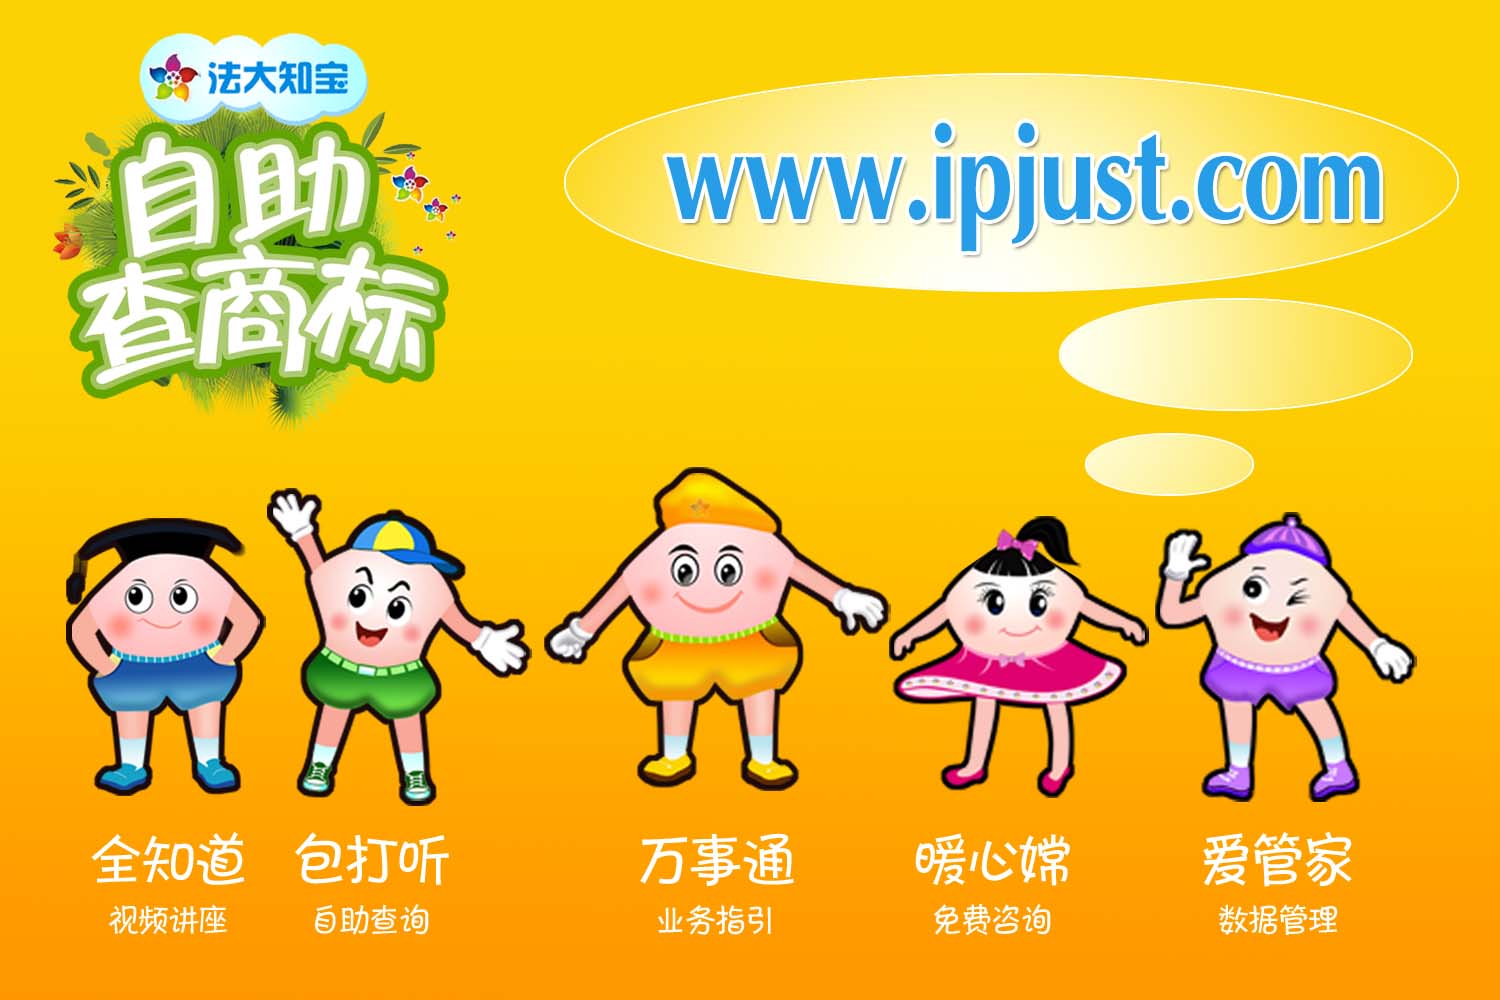 法大知宝
自助
查商标
www.ipjust.com
全知道
包打听
万事通
暖心嫦
爱管家
视频讲座
自助查询
业务指引
免费咨询
数据管理